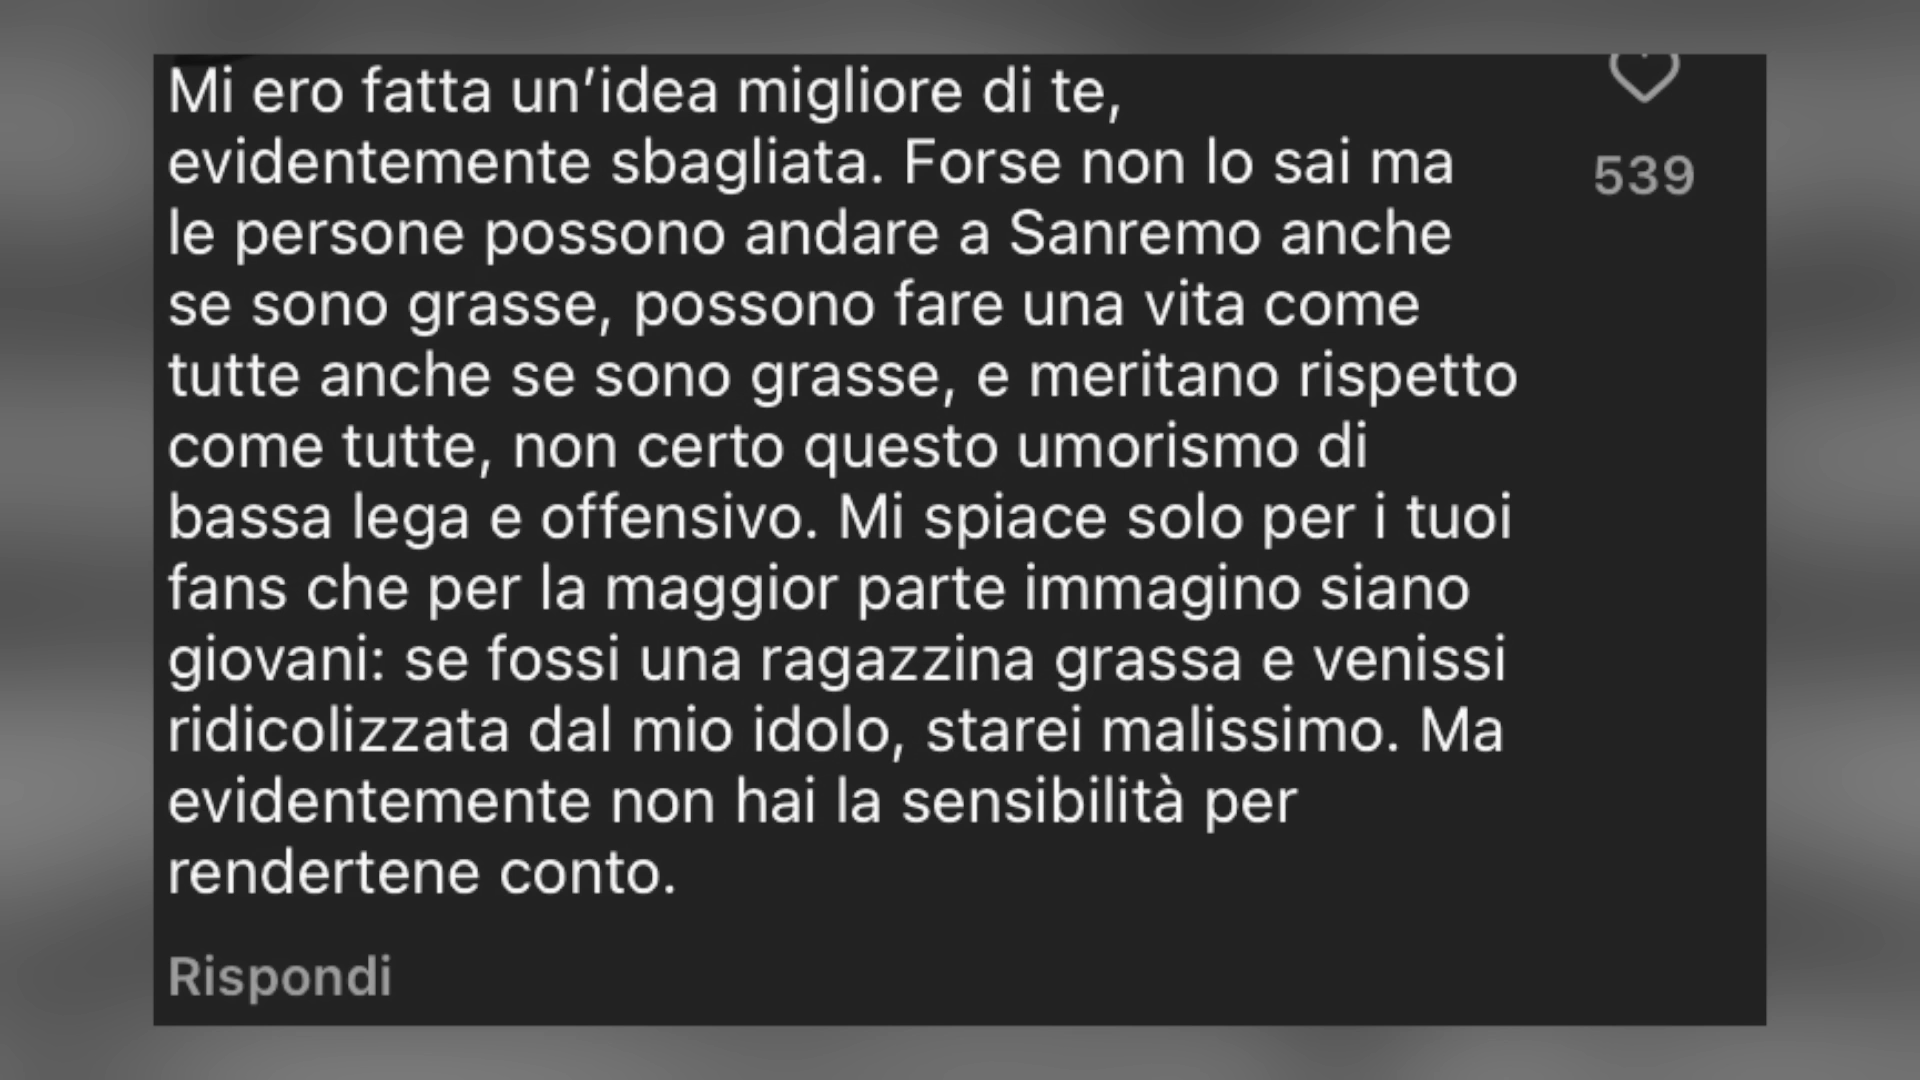 Mi ero fatta un’idea migliore di te,
evidentemente sbagliata. Forse non lo sai ma
le persone possono andare a Sanremo anche
se sono grasse, possono fare una vita come
tutte anche se sono grasse, e meritano rispetto
come tutte, non certo questo umorismo di
bassa lega e offensivo. Mi spiace solo per i tuoi
fans che per la maggior parte immagino siano
giovani: se fossi una ragazzina grassa e venissi
ridicolizzata dal mio idolo, starei malissimo. Ma
evidentemente non hai la sensibilità per
rendertene conto.
539
Rispondi